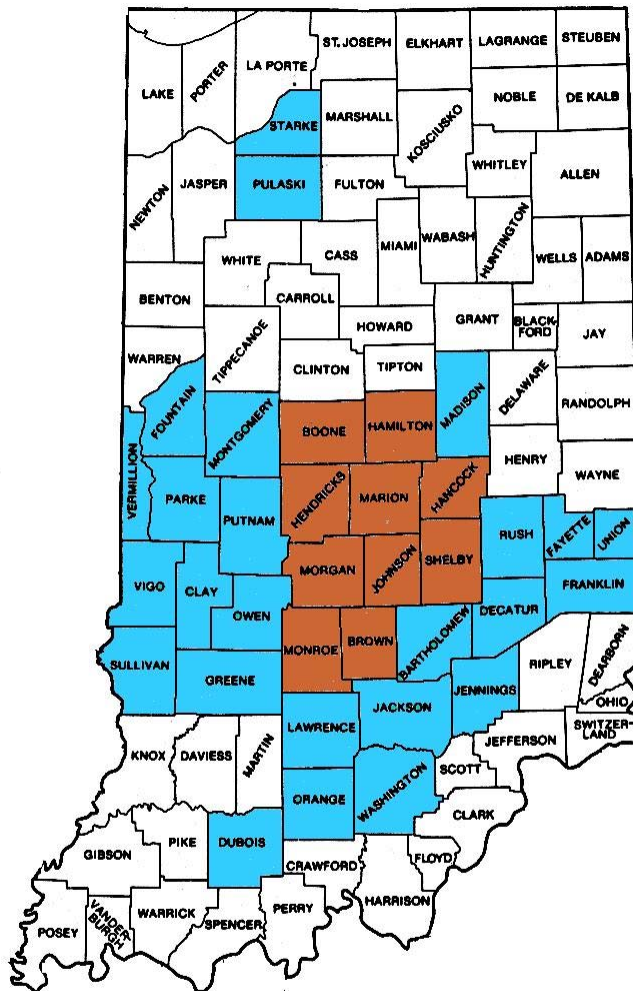 ST. JOSEPH
ELKHART
LAGRANGE
STEUBEN
LA PORTE
PORTER
LAKE
NOBLE
DE KALB
MARSHALL
STARKE
KOSCIUSKO
WHITLEY
ALLEN
NEWTON
JASPER
PULASKI
FULTON
MIAMI
WABASH
HUNTINGTON
WELLS
ADAMS
WHITE
CASS
BENTON
CARROLL
GRANT
BLACK-
FORD
JAY
HOWARD
WARREN
TIPPECANOE
CLINTON
TIPTON
MADISON
DELAWARE
RANDOLPH
FOUNTAIN
MONTGOMERY
BOONE
HAMILTON
HENRY
WAYNE
VERMILLION
PARKE
PUTNAM
HENDRICKS
MARION
HANCOCK
RUSH
FAYETTE
UNION
VIGO
CLAY
OWEN
MORGAN
JOHNSON
SHELBY
FRANKLIN
DECATUR
SULLIVAN
GREENE
MONROE
BROWN
BARTHOLOMEW
RIPLEY
DEARBORN
JENNINGS
OHIO
SWITZER-
LAND
JACKSON
LAWRENCE
JEFFERSON
KNOX
DAVIESS
MARTIN
SCOTT
ORANGE
WASHINGTON
CLARK
PIKE
DUBOIS
GIBSON
CRAWFORD
FLOYD
HARRISON
POSEY
VANDER-
BURGH
WARRICK
SPENCER
PERRY